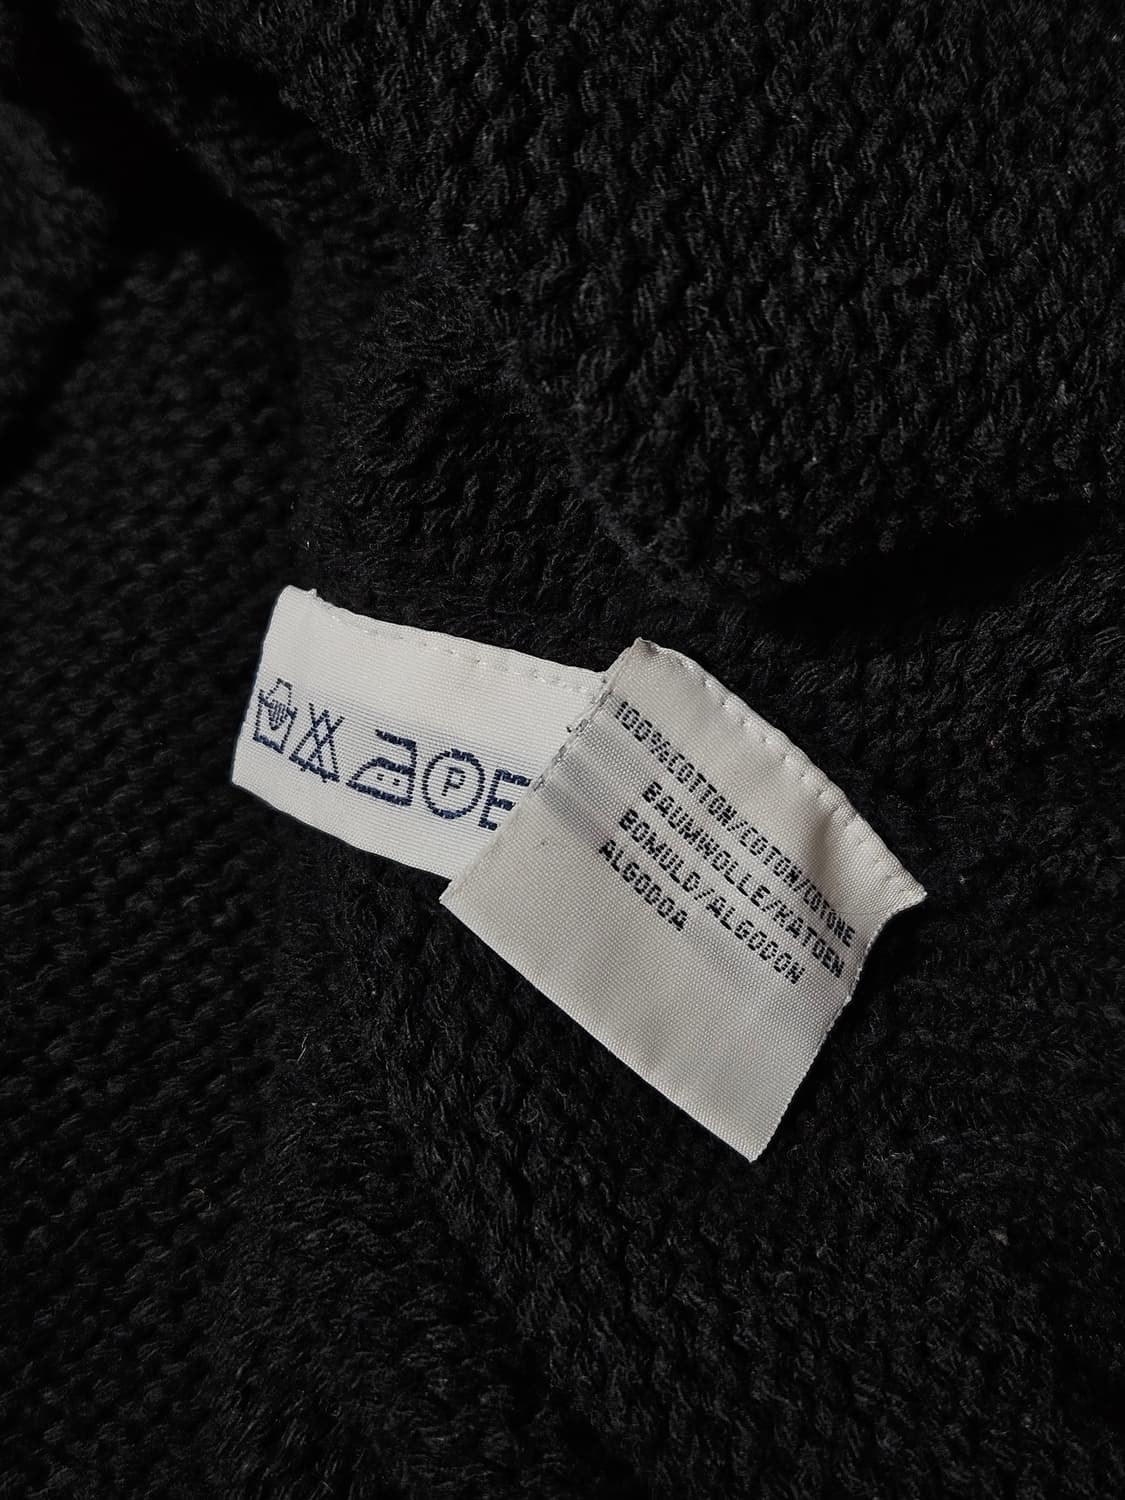 P E
100%COTTON/COTON/COTONE
BAUMWOLLE/KATOEN
BOMULD/ALGODON
ALGODOA